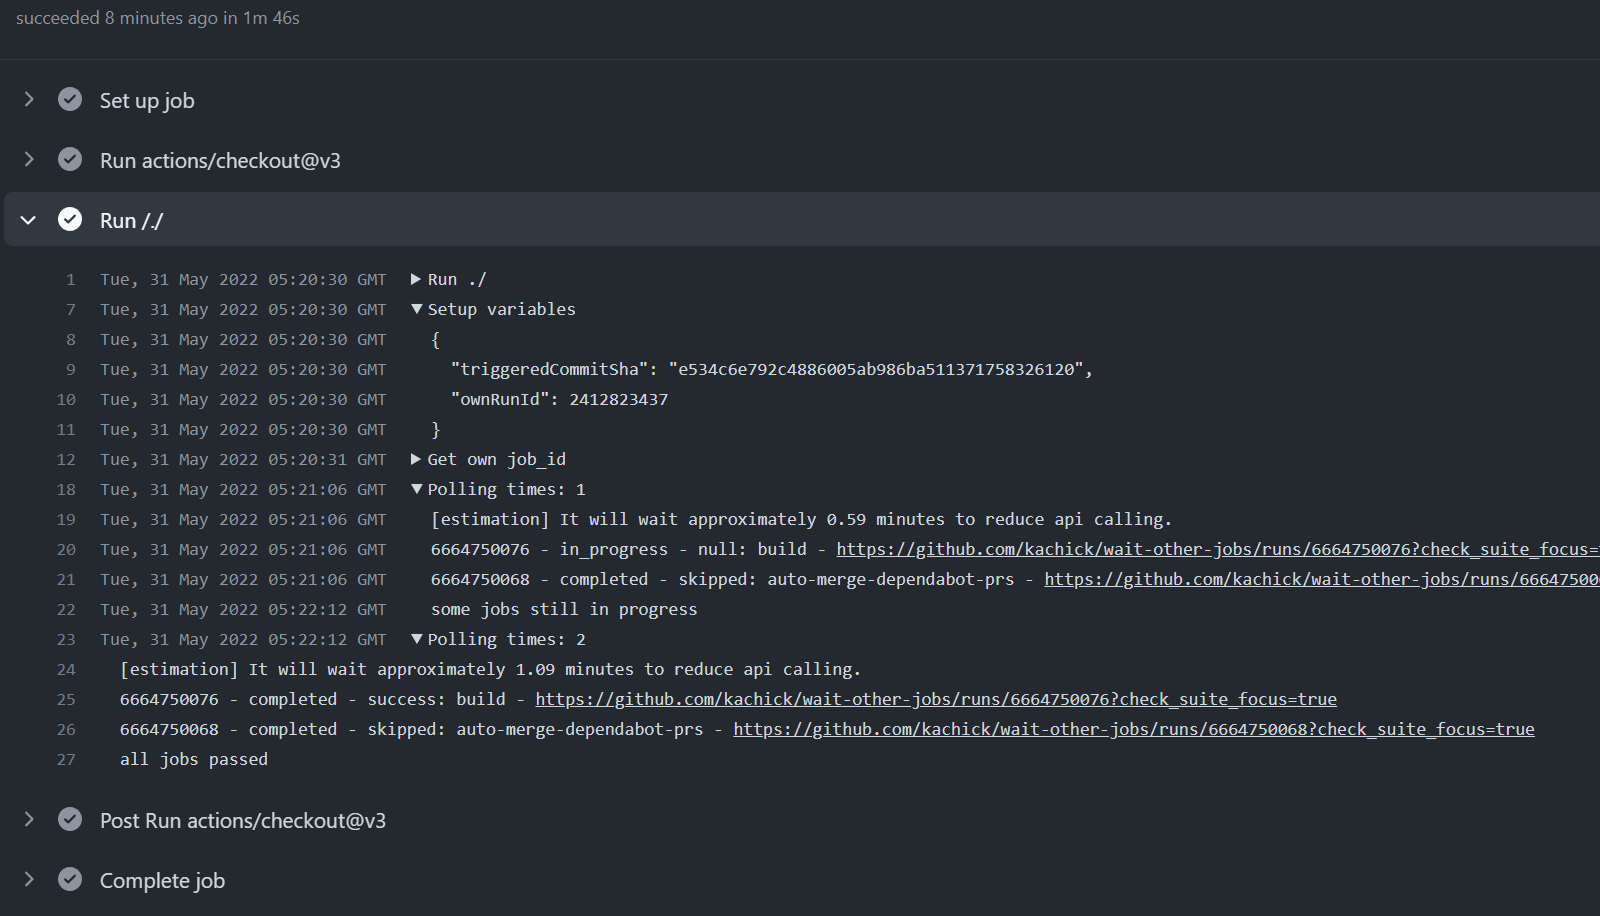 succeeded 8 minutes ago in 1m 46s
Set up job
Run actions/checkout@v3
Run /./
1 Tue, 31 May 2022 05:20:30 GMT Run ./
7 Tue, 31 May 2022 05:20:30 GMT Setup variables
8 Tue, 31 May 2022 05:20:30 GMT {
9 Tue, 31 May 2022 05:20:30 GMT "triggeredCommitSha": "e534c6e792c4886005ab986ba511371758326120",
10 Tue, 31 May 2022 05:20:30 GMT "ownRunId": 2412823437
11 Tue, 31 May 2022 05:20:30 GMT }
12 Tue, 31 May 2022 05:20:31 GMT Get own job_id
18 Tue, 31 May 2022 05:21:06 GMT Polling times: 1
19 Tue, 31 May 2022 05:21:06 GMT [estimation] It will wait approximately 0.59 minutes to reduce api calling.
20 Tue, 31 May 2022 05:21:06 GMT 6664750076 - in_progress - null: build - https://github.com/kachick/wait-other-jobs/runs/6664750076?check_suite_focus=
21 Tue, 31 May 2022 05:21:06 GMT 6664750068 - completed - skipped: auto-merge-dependabot-prs - https://github.com/kachick/wait-other-jobs/runs/66647500
22 Tue, 31 May 2022 05:22:12 GMT some jobs still in progress
23 Tue, 31 May 2022 05:22:12 GMT Polling times: 2
24 [estimation] It will wait approximately 1.09 minutes to reduce api calling.
25 6664750076 - completed - success: build - https://github.com/kachick/wait-other-jobs/runs/6664750076?check_suite_focus=true
26 6664750068 - completed - skipped: auto-merge-dependabot-prs - https://github.com/kachick/wait-other-jobs/runs/6664750068?check_suite_focus=true
27 all jobs passed
Post Run actions/checkout@v3
Complete job